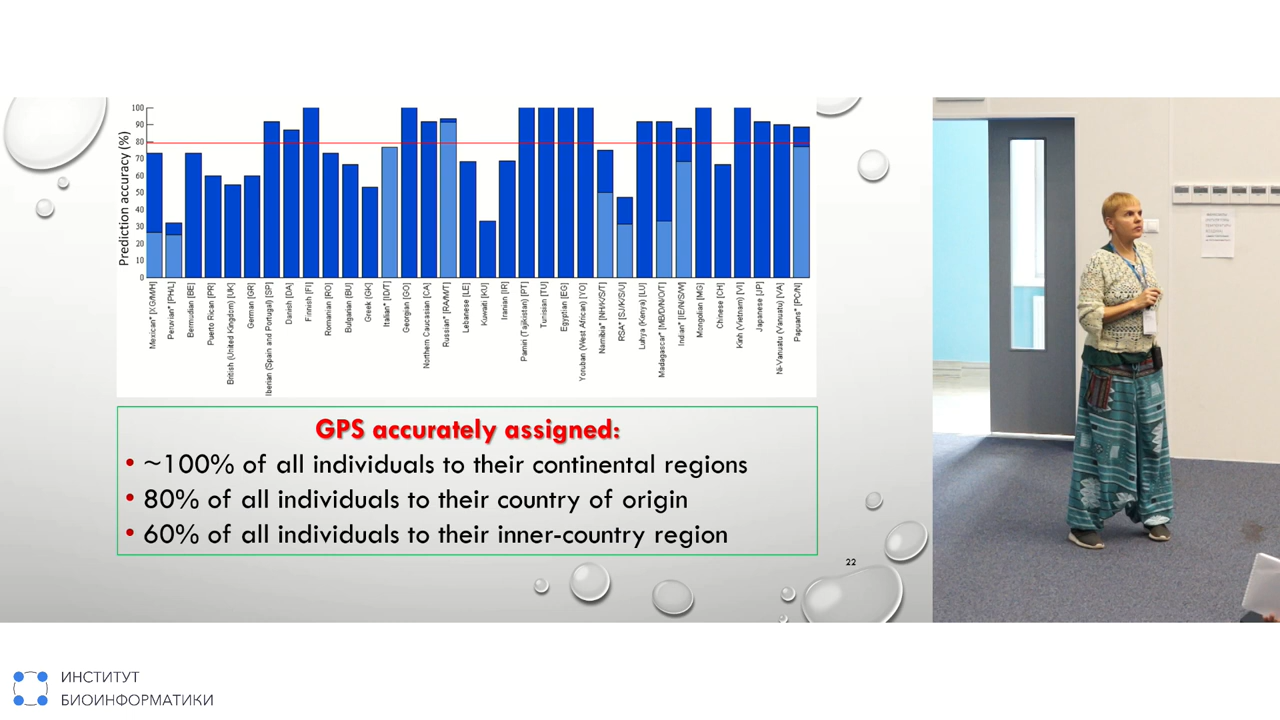 Prediction accuracy (%)
100
90
80
70
60
50
40
30
20
10
0
Mexican* [X/G/M/H]
Peruvian* [PH/L]
Bermudian [BE]
Puerto Rican [PR]
British (United Kingdom) [UK]
German [GR]
Iberian (Spain and Portugal) [SP]
Danish [DA]
Finnish [FI]
Romanian [RO]
Bulgarian [BU]
Greek [GK]
Italian* [ID/T]
Georgian [GO]
Northern Caucasian [CA]
Russian* [RA/M/T]
Lebanese [LE]
Kuwaiti [KU]
Iranian [IR]
Pamiri (Tajikistan) [PT]
Tunisian [TU]
Egyptian [EG]
Yoruban (West African) [YO]
Namibia* [NH/V/S/T]
RSA* [SJ/K/S/U]
Luhya (Kenya) [LU]
Madagascar* [MB/D/N/O/T]
Indian* [IE/N/S/W]
Mongolian [MG]
Chinese [CH]
Kinh (Vietnam) [VI]
Japanese [JP]
Ni-Vanuatu (Vanuatu) [VA]
Papuans* [PO/N]
GPS accurately assigned:
• ~100% of all individuals to their continental regions
• 80% of all individuals to their country of origin
• 60% of all individuals to their inner-country region
22
ИНСТИТУТ
БИОИНФОРМАТИКИ